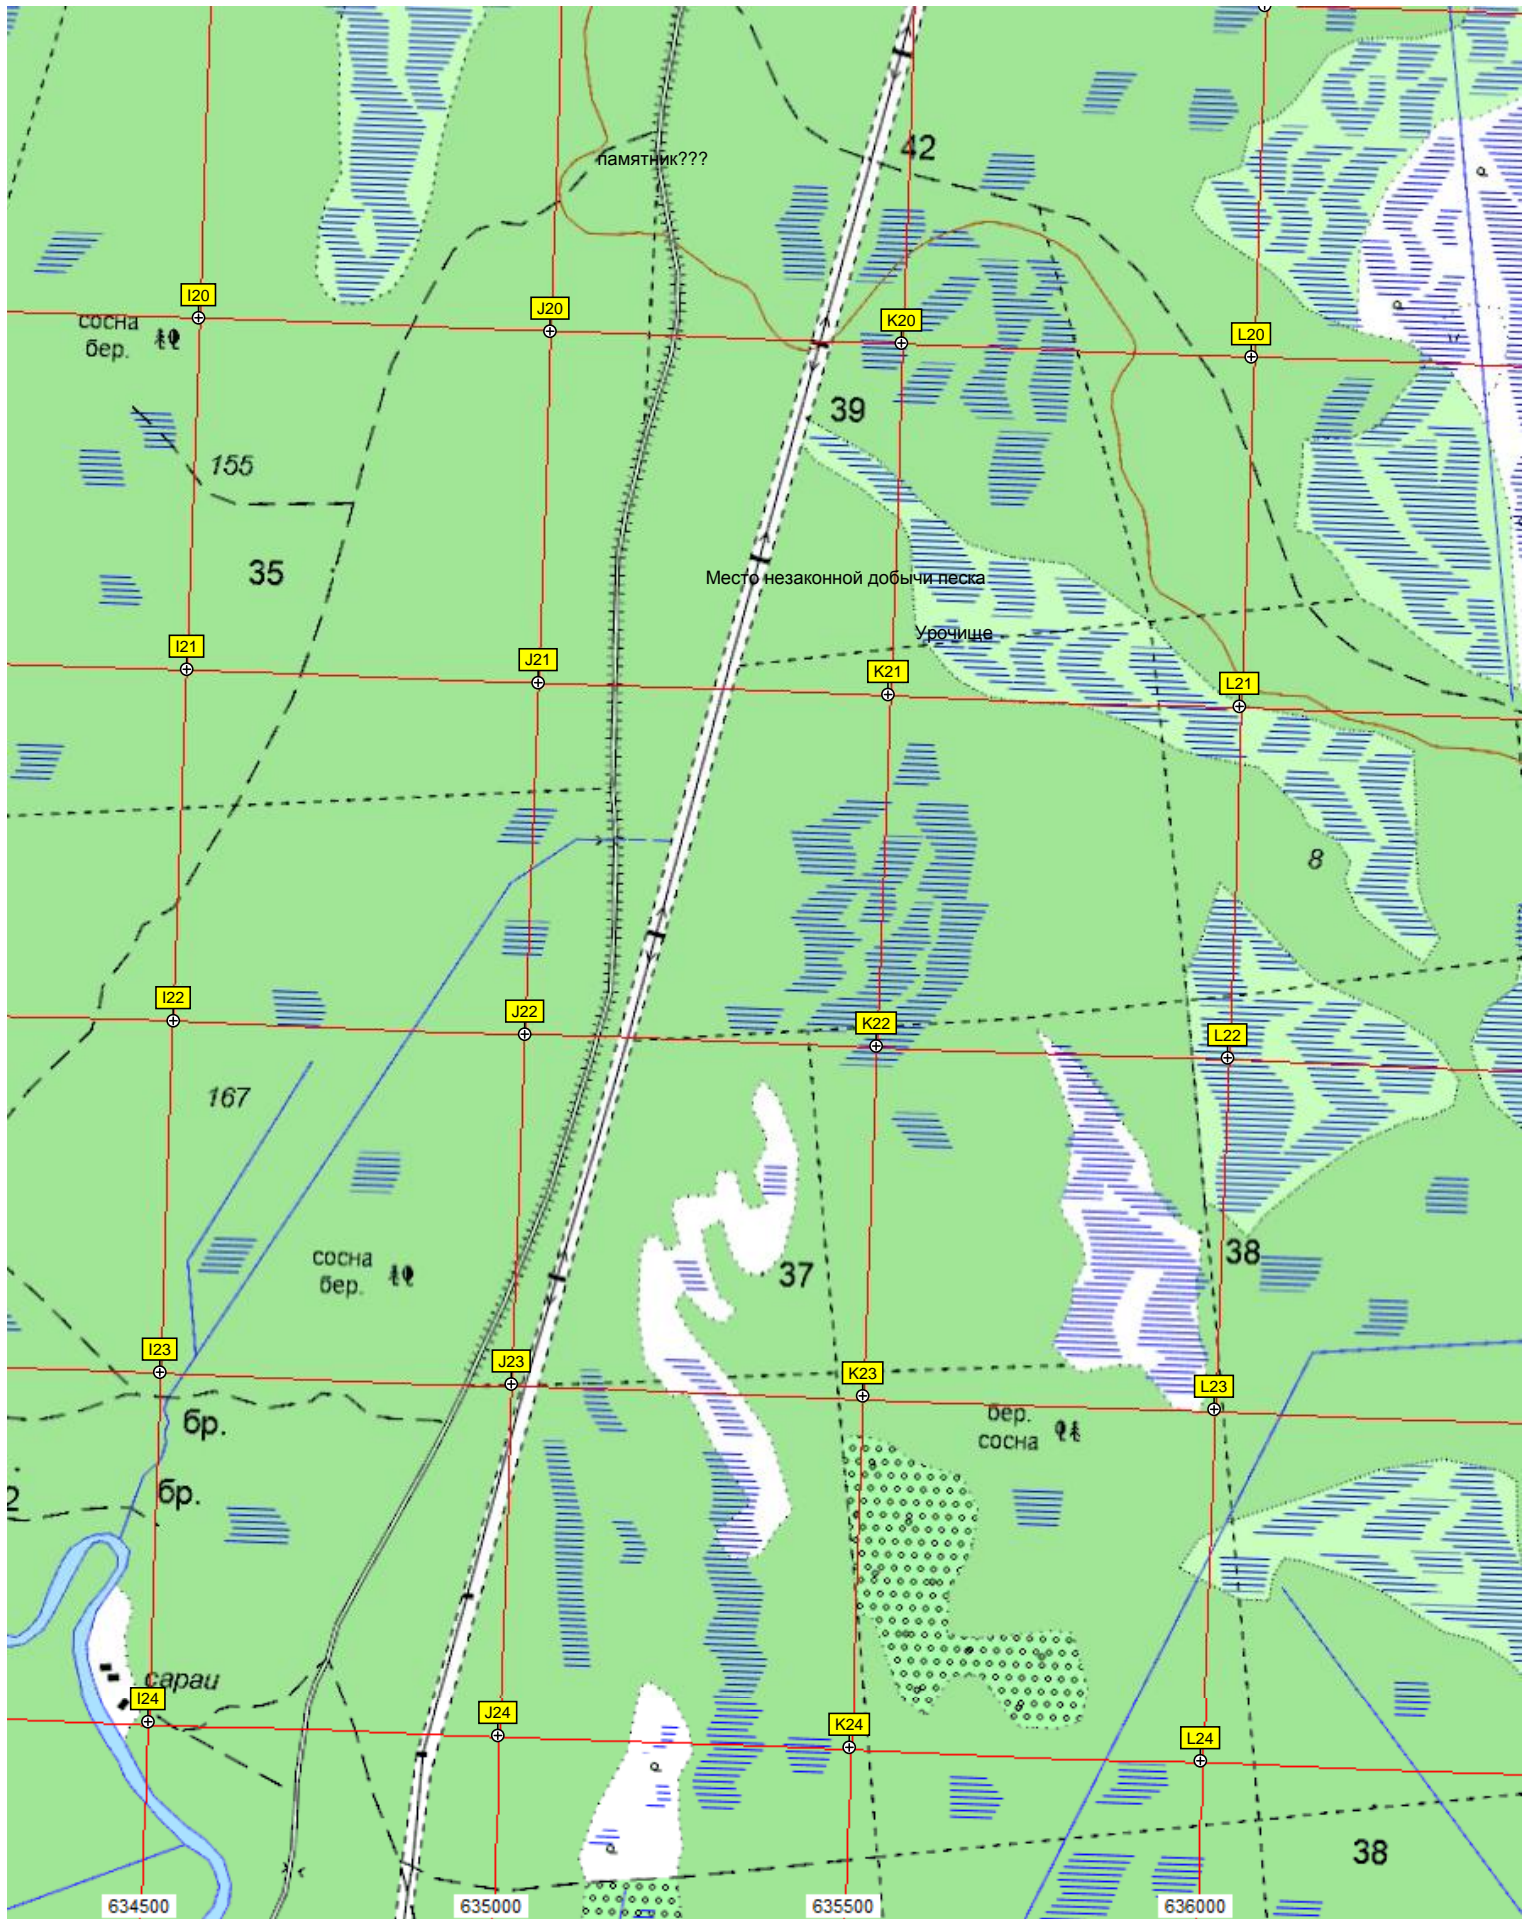 42
памятник???
I20
J20
K20
L20
сосна
бер.
39
155
35
Место незаконной добычи песка
Урочище
I21
J21
K21
L21
8
I22
J22
K22
L22
167
38
сосна
бер.
37
I23
J23
K23
L23
бр.
бер.
сосна
бр.
2
сараи
I24
J24
K24
L24
38
634500
635000
635500
636000